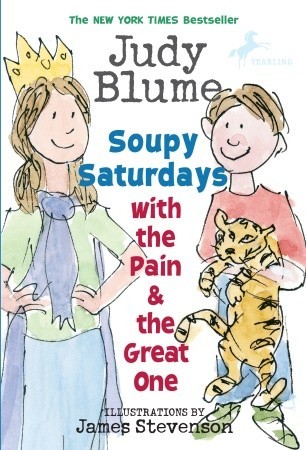 The NEW YORK TIMES Bestseller
Judy
Blume
YEARLING
Soupy
Saturdays
with
the
Pain
&
the
Great
One
ILLUSTRATIONS BY
James Stevenson